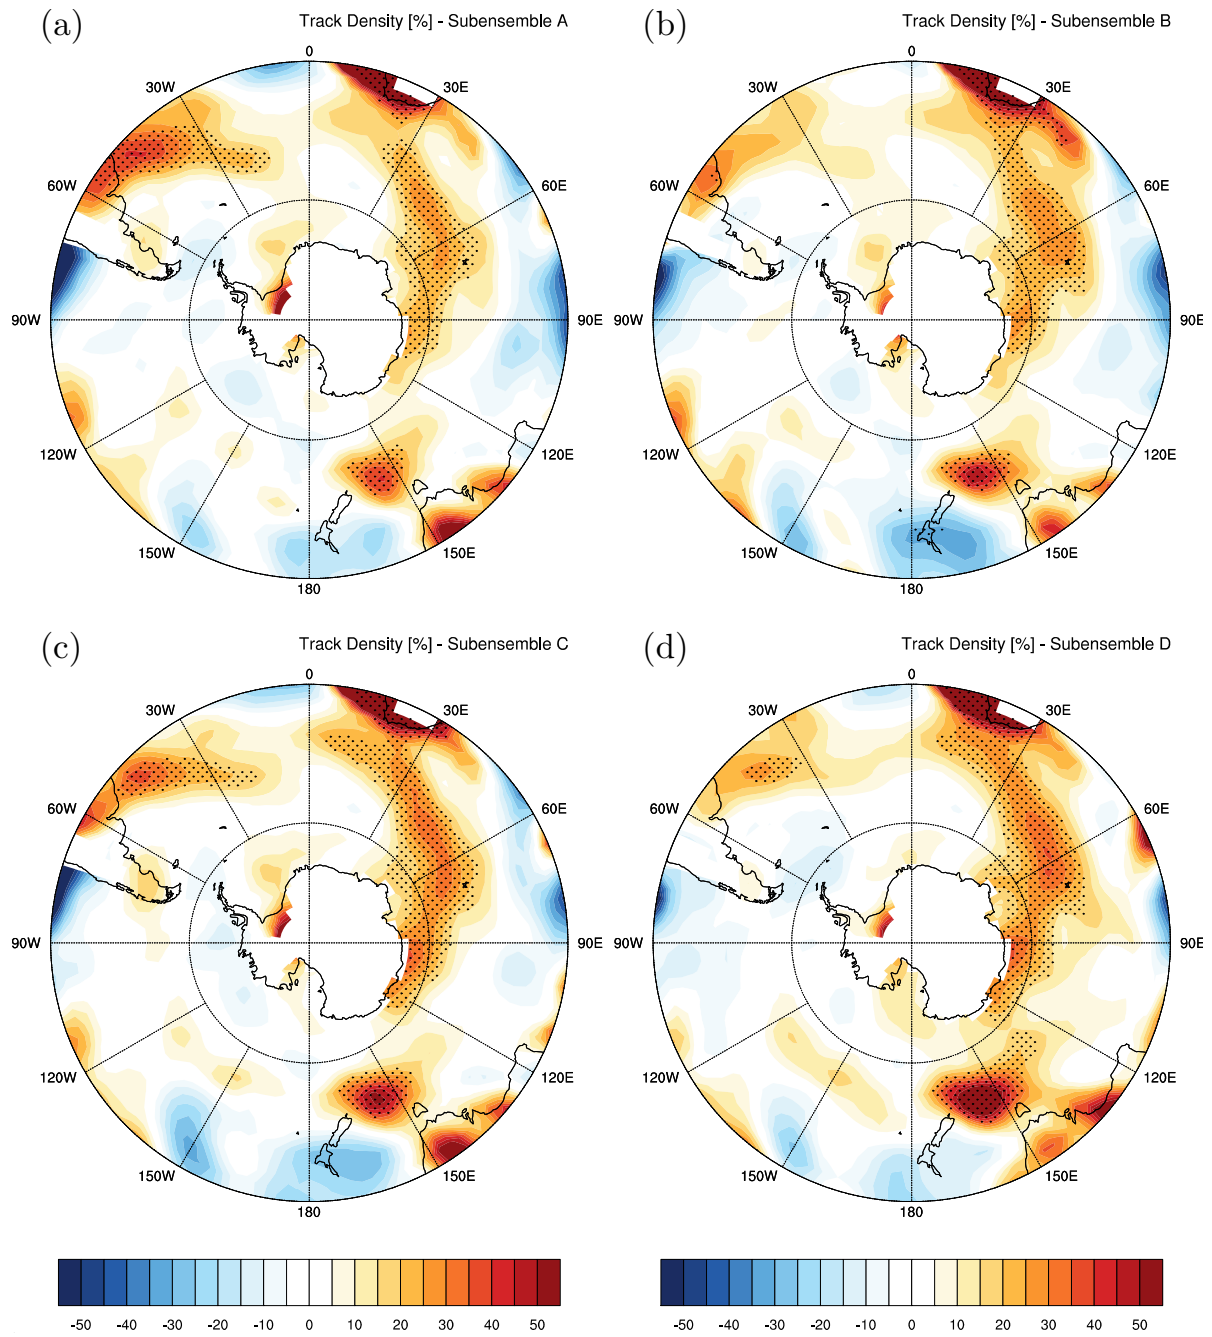 (a) Track Density [%] - Subensemble A
0
30W 30E
60W 60E
90W 90E
120W 120E
150W 150E
180
(b) Track Density [%] - Subensemble B
0
30W 30E
60W 60E
90W 90E
120W 120E
150W 150E
180
(c) Track Density [%] - Subensemble C
0
30W 30E
60W 60E
90W 90E
120W 120E
150W 150E
180
(d) Track Density [%] - Subensemble D
0
30W 30E
60W 60E
90W 90E
120W 120E
150W 150E
180
-50 -40 -30 -20 -10 0 10 20 30 40 50
-50 -40 -30 -20 -10 0 10 20 30 40 50